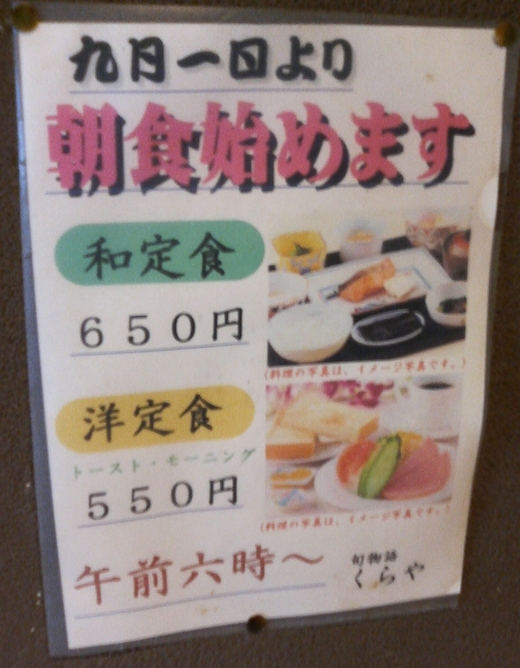 九月一日より
朝食始めます
和定食
650円
(料理の写真は、イメージ写真です。)
洋定食
トースト・モーニング
550円
(料理の写真は、イメージ写真です。)
午前六時〜
旬物語
くらや